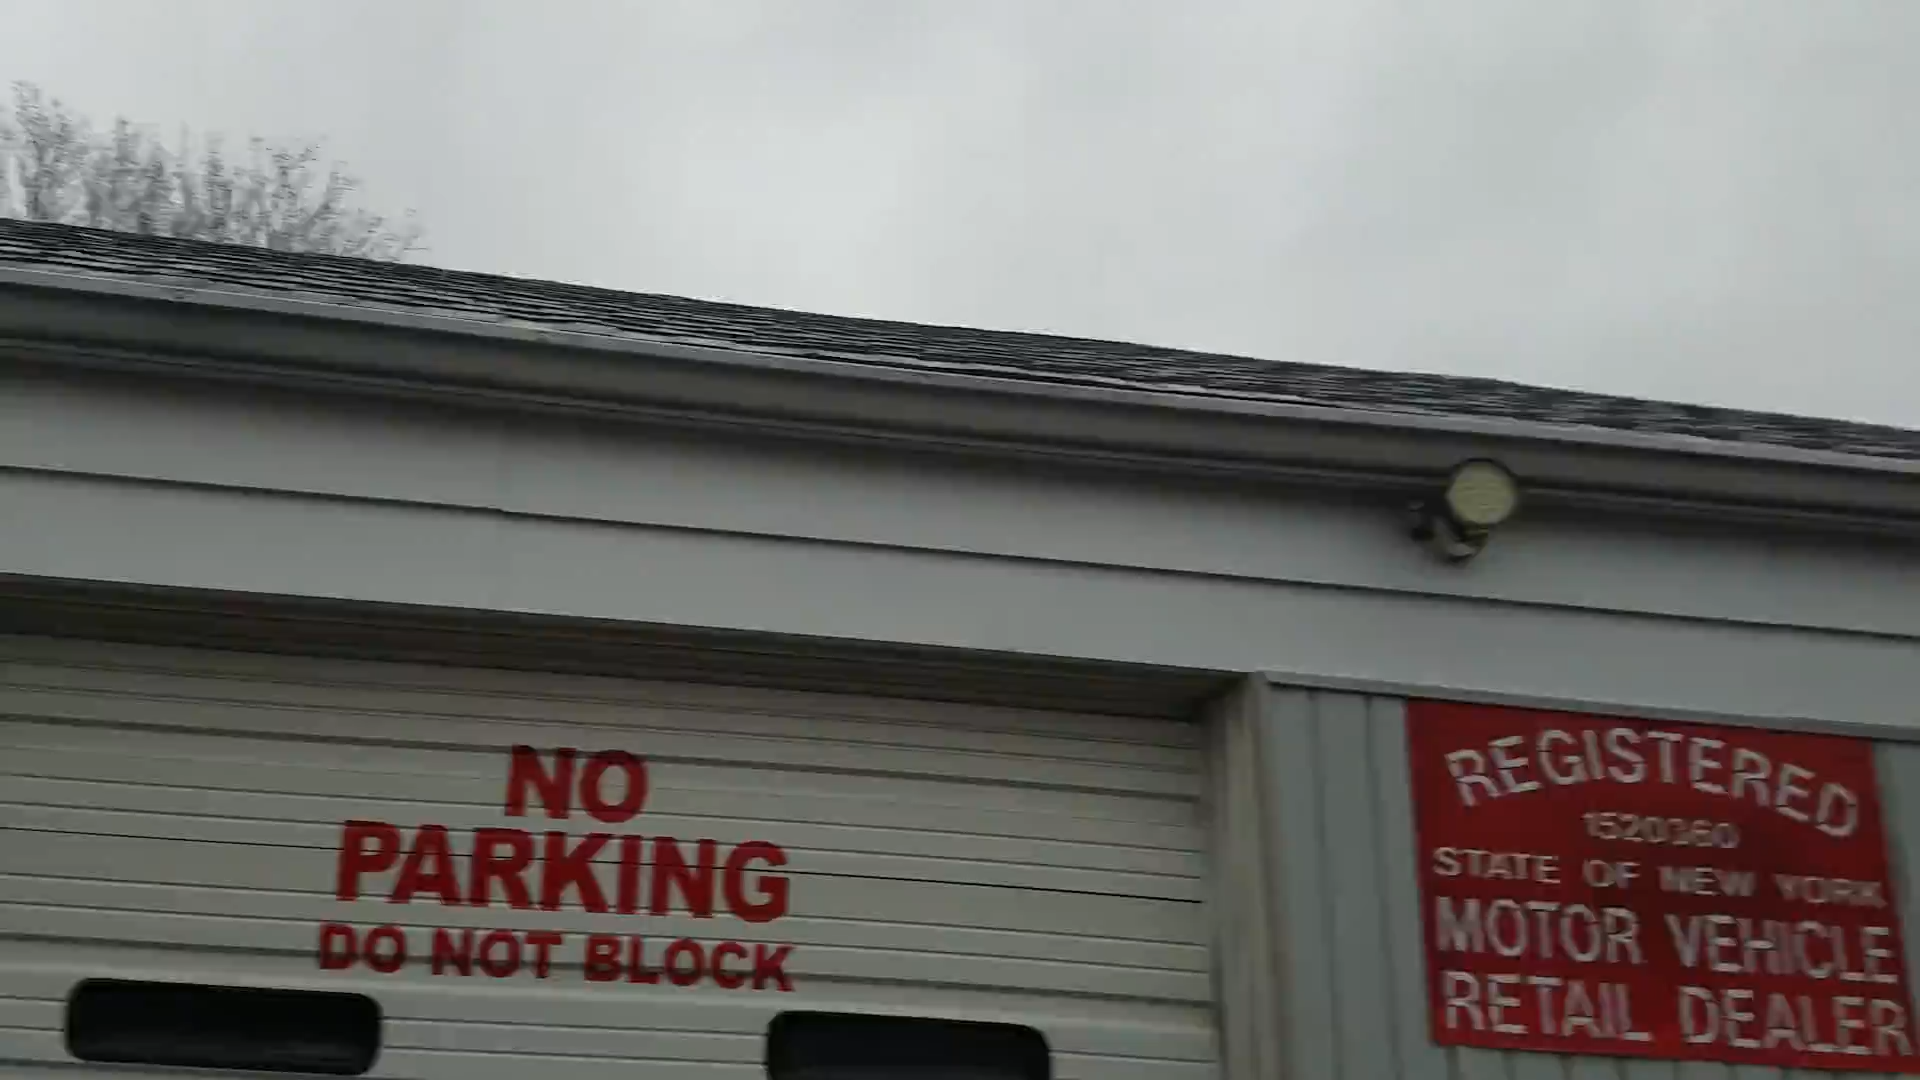 NO
PARKING
DO NOT BLOCK
REGISTERED
1520360
STATE OF NEW YORK
MOTOR VEHICLE
RETAIL DEALER